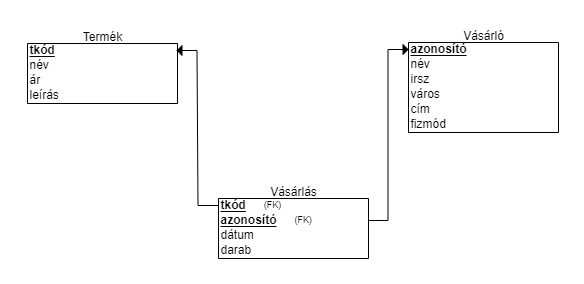 Termék
tkód
név
ár
leírás
Vásárló
azonosító
név
irsz
város
cím
fizmód
Vásárlás
tkód (FK)
azonosító (FK)
dátum
darab